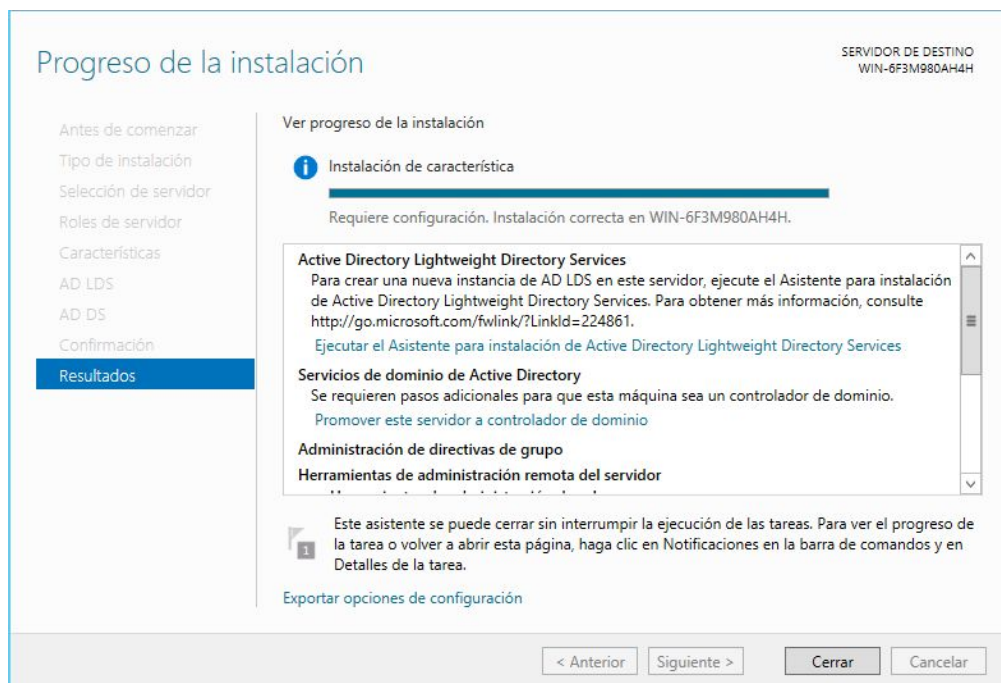 Progreso de la instalación
SERVIDOR DE DESTINO
WIN-6F3M980AH4H
Antes de comenzar
Tipo de instalación
Selección de servidor
Roles de servidor
Características
AD LDS
AD DS
Confirmación
Resultados
Ver progreso de la instalación
Instalación de característica
Requiere configuración. Instalación correcta en WIN-6F3M980AH4H.
Active Directory Lightweight Directory Services
Para crear una nueva instancia de AD LDS en este servidor, ejecute el Asistente para instalación
de Active Directory Lightweight Directory Services. Para obtener más información, consulte
http://go.microsoft.com/fwlink/?LinkId=224861.
Ejecutar el Asistente para instalación de Active Directory Lightweight Directory Services
Servicios de dominio de Active Directory
Se requieren pasos adicionales para que esta máquina sea un controlador de dominio.
Promover este servidor a controlador de dominio
Administración de directivas de grupo
Herramientas de administración remota del servidor
1
Este asistente se puede cerrar sin interrumpir la ejecución de las tareas. Para ver el progreso de
la tarea o volver a abrir esta página, haga clic en Notificaciones en la barra de comandos y en
Detalles de la tarea.
Exportar opciones de configuración
< Anterior
Siguiente >
Cerrar
Cancelar